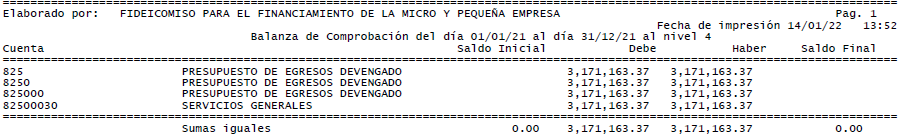 Elaborado por: FIDEICOMISO PARA EL FINANCIAMIENTO DE LA MICRO Y PEQUEÑA EMPRESA Pag. 1
Fecha de impresión 14/01/22 13:52
Balanza de Comprobación del día 01/01/21 al día 31/12/21 al nivel 4
Cuenta Saldo Inicial Debe Haber Saldo Final
825 PRESUPUESTO DE EGRESOS DEVENGADO 3,171,163.37 3,171,163.37
8250 PRESUPUESTO DE EGRESOS DEVENGADO 3,171,163.37 3,171,163.37
825000 PRESUPUESTO DE EGRESOS DEVENGADO 3,171,163.37 3,171,163.37
82500030 SERVICIOS GENERALES 3,171,163.37 3,171,163.37
Sumas iguales 0.00 3,171,163.37 3,171,163.37 0.00